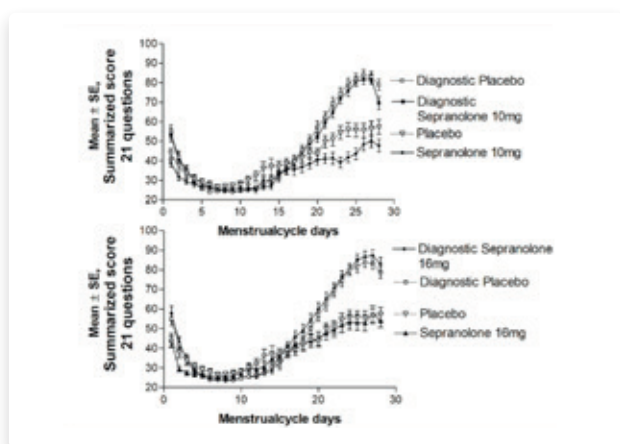 100
90
80
70
60
50
40
30
20
0 5 10 15 20 25 30
Mean ± SE,
Summarized score
21 questions
Menstrualcycle days
Diagnostic Placebo
Diagnostic
Sepranolone 10mg
Placebo
Sepranolone 10mg
100
90
80
70
60
50
40
30
20
0 5 10 15 20 25 30
Mean ± SE,
Summarized score
21 questions
Menstrualcycle days
Diagnostic Sepranolone
16mg
Diagnostic Placebo
Placebo
Sepranolone 16mg